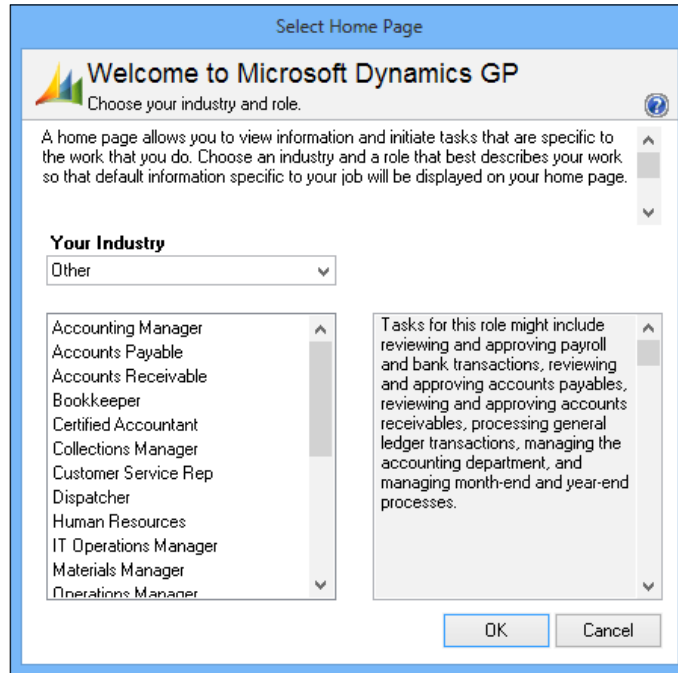 Select Home Page
Welcome to Microsoft Dynamics GP
Choose your industry and role.
A home page allows you to view information and initiate tasks that are specific to
the work that you do. Choose an industry and a role that best describes your work
so that default information specific to your job will be displayed on your home page.
Your Industry
Other
Accounting Manager
Accounts Payable
Accounts Receivable
Bookkeeper
Certified Accountant
Collections Manager
Customer Service Rep
Dispatcher
Human Resources
IT Operations Manager
Materials Manager
Operations Manager
Tasks for this role might include
reviewing and approving payroll
and bank transactions, reviewing
and approving accounts payables,
reviewing and approving accounts
receivables, processing general
ledger transactions, managing the
accounting department, and
managing month-end and year-end
processes.
OK
Cancel